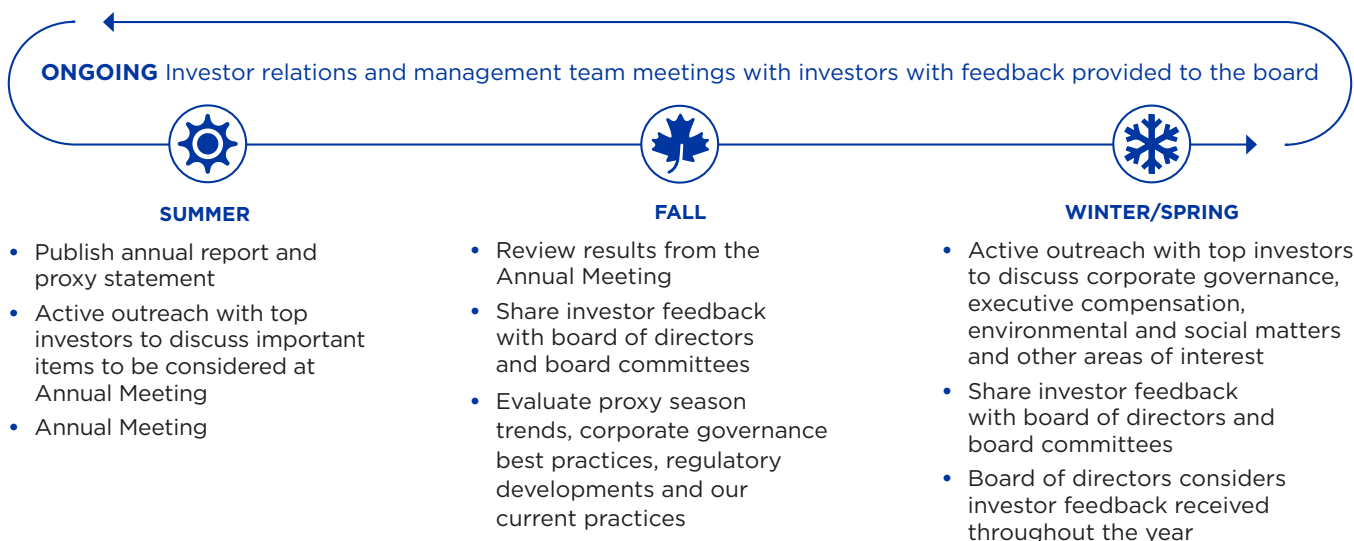 ONGOING Investor relations and management team meetings with investors with feedback provided to the board
SUMMER
• Publish annual report and
proxy statement
• Active outreach with top
investors to discuss important
items to be considered at
Annual Meeting
• Annual Meeting
FALL
• Review results from the
Annual Meeting
• Share investor feedback
with board of directors
and board committees
• Evaluate proxy season
trends, corporate governance
best practices, regulatory
developments and our
current practices
WINTER/SPRING
• Active outreach with top investors
to discuss corporate governance,
executive compensation,
environmental and social matters
and other areas of interest
• Share investor feedback
with board of directors and
board committees
• Board of directors considers
investor feedback received
throughout the year